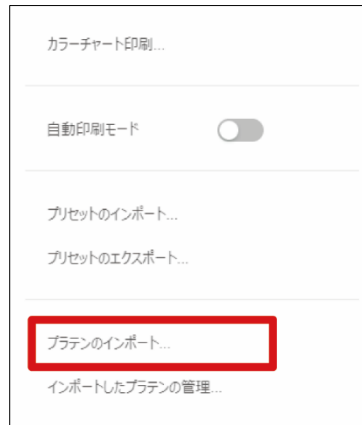 カラーチャート印刷...
自動印刷モード
プリセットのインポート...
プリセットのエクスポート...
プラテンのインポート...
インポートしたプラテンの管理...